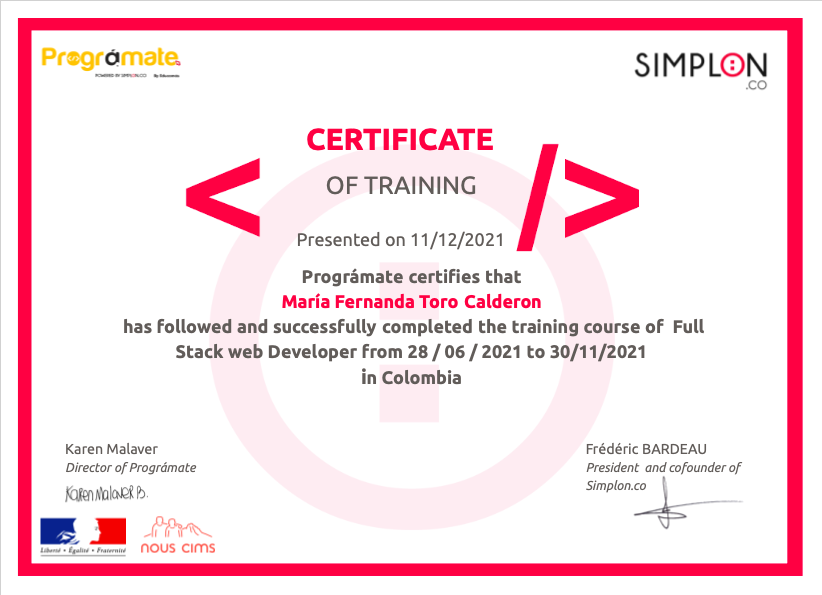 Prográmate
POWERED BY SIMPLON.CO By Educamás
SIMPLON
.CO
CERTIFICATE
< />
OF TRAINING
Presented on 11/12/2021
Prográmate certifies that
María Fernanda Toro Calderon
has followed and successfully completed the training course of Full
Stack web Developer from 28 / 06 / 2021 to 30/11/2021
in Colombia
Karen Malaver
Director of Prográmate
Karen Malaver B.
Frédéric BARDEAU
President and cofounder of
Simplon.co
Liberté • Égalité • Fraternité
nous cims